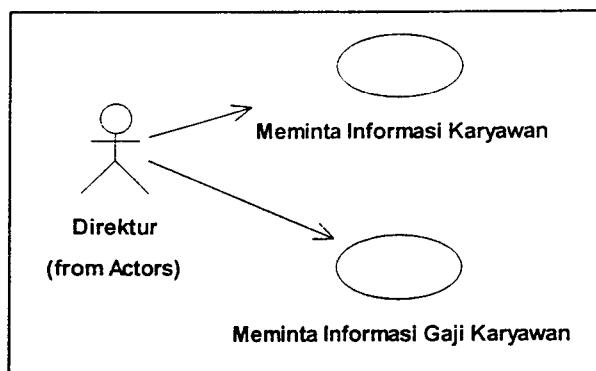 Meminta Informasi Karyawan
Direktur
(from Actors)
Meminta Informasi Gaji Karyawan